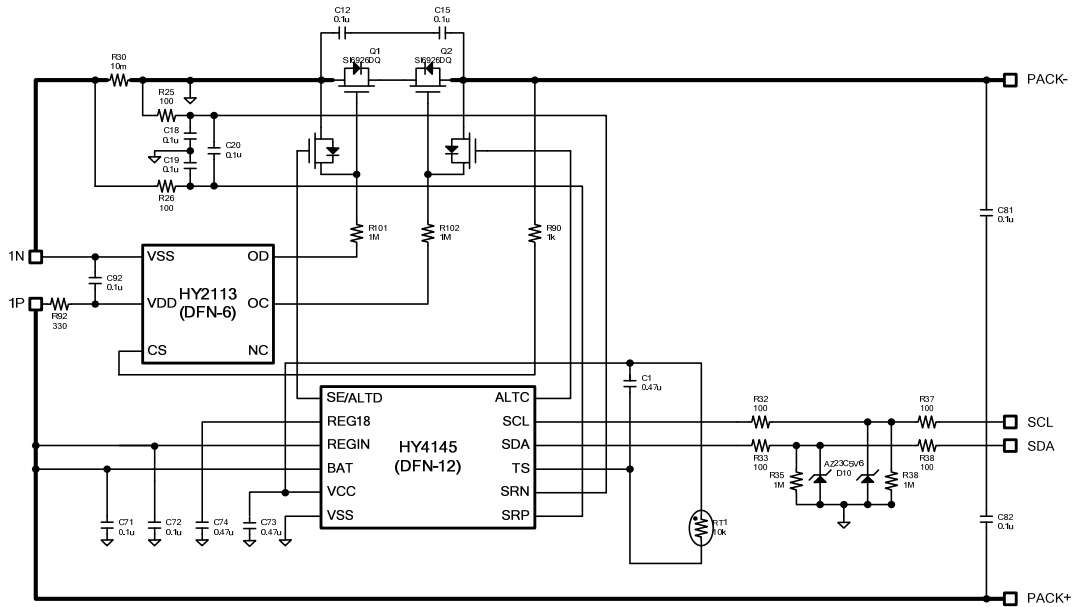 C12
0.1u
C15
0.1u
Q1
SI6926DQ
Q2
SI6926DQ
R30
10m
PACK-
R25
100
C18
0.1u
C20
0.1u
C19
0.1u
R26
100
R101
1M
R102
1M
R90
1k
C81
0.1u
1N
C92
0.1u
1P
R92
330
VSS
OD
HY2113
(DFN-6)
VDD
OC
CS
NC
C1
0.47u
SE/ALTD
ALTC
REG18
SCL
REGIN
SDA
HY4145
(DFN-12)
BAT
TS
VCC
SRN
VSS
SRP
R32
100
R37
100
SCL
R33
100
R38
100
SDA
R35
1M
AZ23C5V6
D10
R38
1M
C71
0.1u
C72
0.1u
C74
0.47u
C73
0.47u
RT1
10k
C82
0.1u
PACK+